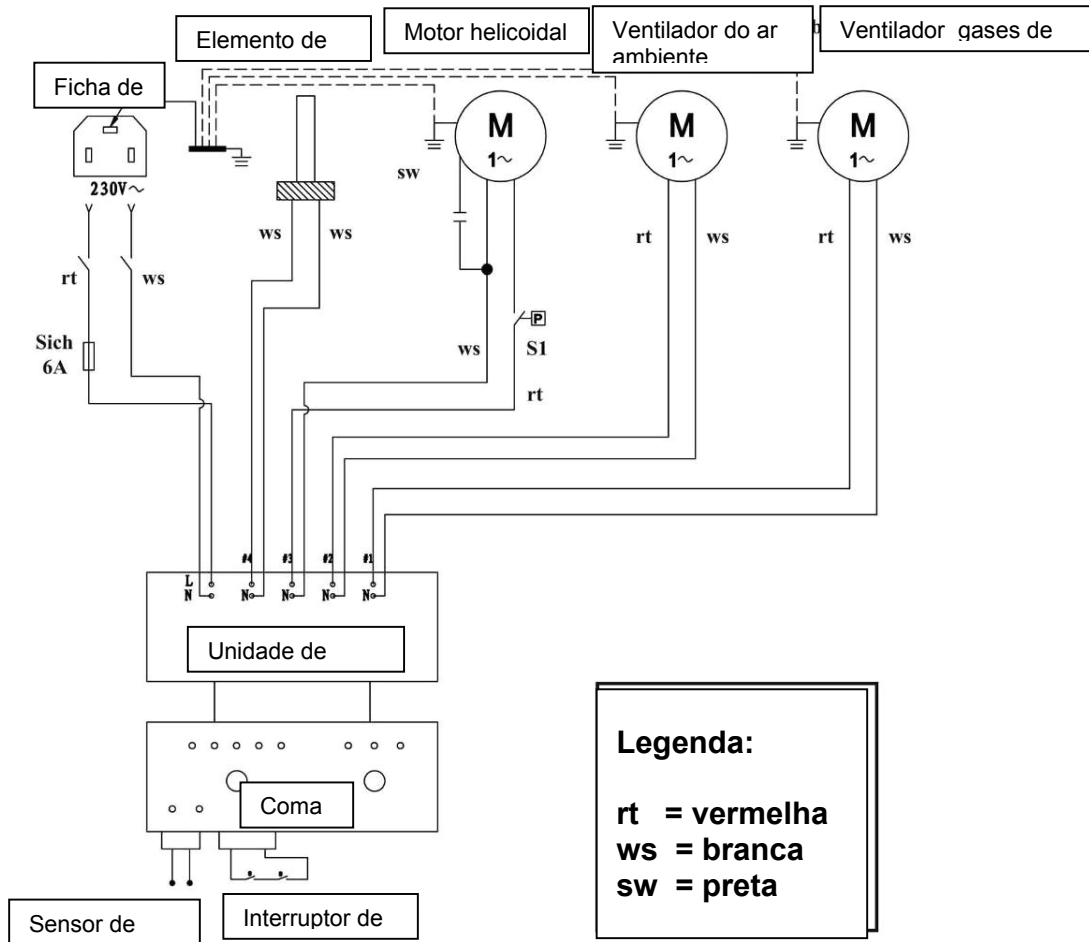 Elemento de
Motor helicoidal
Ventilador do ar
ambiente
Ventilador gases de
Ficha de
M
1~
M
1~
M
1~
230V~
sw
ws
ws
rt
ws
rt
ws
rt
ws
Sich
6A
P
ws
S1
rt
#4
#3
#2
#1
L
N
N
N
N
N
Unidade de
Coma
Sensor de
Interruptor de
Legenda:
rt = vermelha
ws = branca
sw = preta